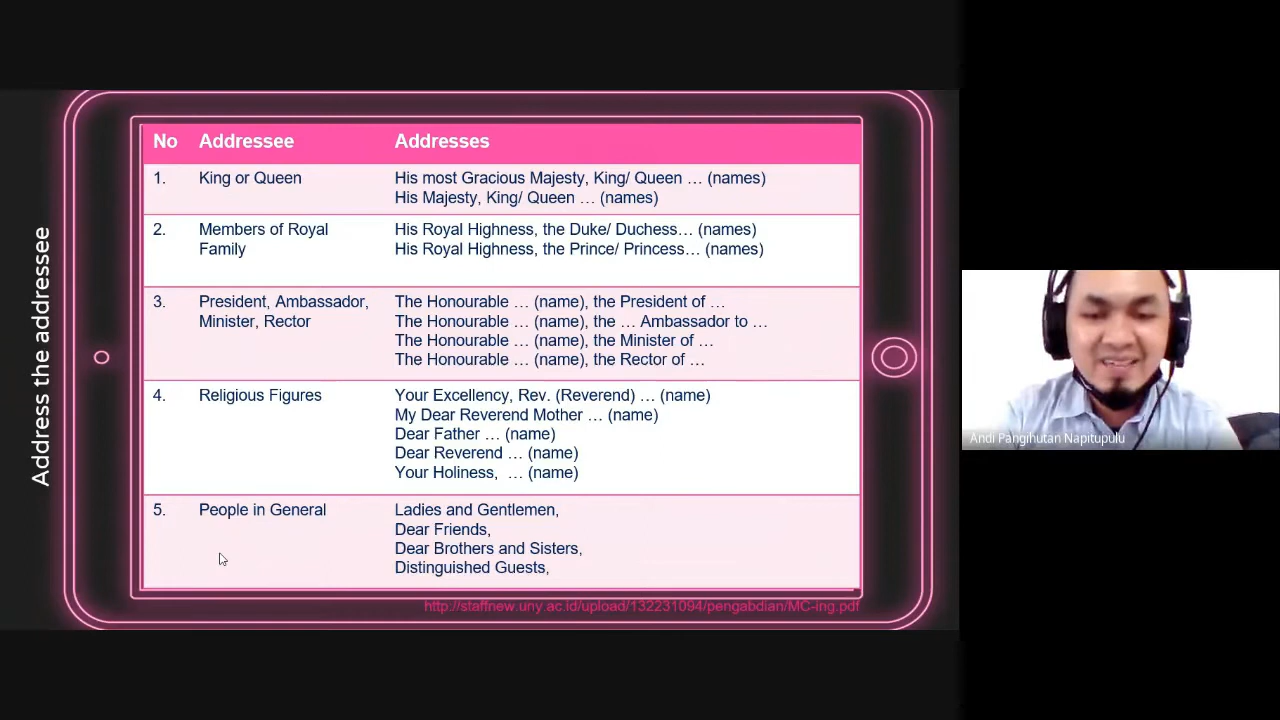 Address the addressee
No Addressee Addresses
1. King or Queen His most Gracious Majesty, King/ Queen … (names)
His Majesty, King/ Queen … (names)
2. Members of Royal His Royal Highness, the Duke/ Duchess… (names)
Family His Royal Highness, the Prince/ Princess… (names)
3. President, Ambassador, The Honourable … (name), the President of …
Minister, Rector The Honourable … (name), the … Ambassador to …
The Honourable … (name), the Minister of …
The Honourable … (name), the Rector of …
4. Religious Figures Your Excellency, Rev. (Reverend) … (name)
My Dear Reverend Mother … (name)
Dear Father … (name)
Dear Reverend … (name)
Your Holiness, … (name)
5. People in General Ladies and Gentlemen,
Dear Friends,
Dear Brothers and Sisters,
Distinguished Guests,
http://staffnew.uny.ac.id/upload/132231094/pengabdian/MC-ing.pdf
Andi Pangihutan Napitupulu